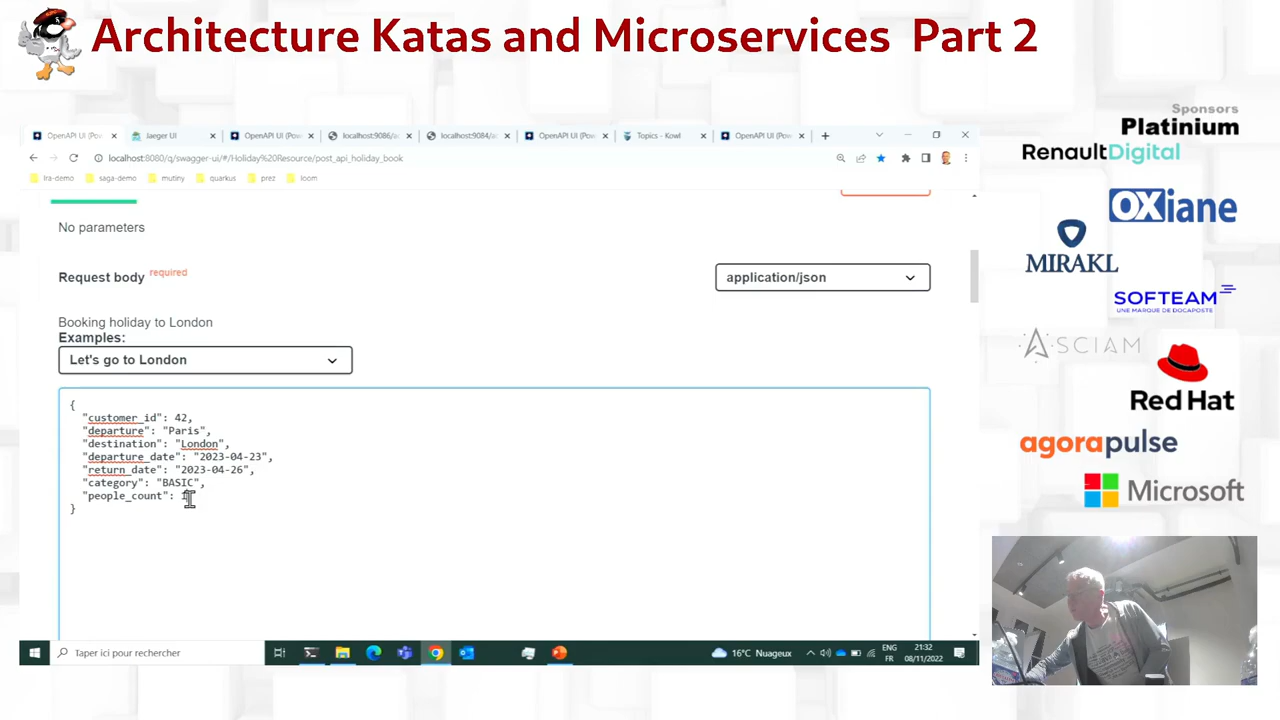 Architecture Katas and Microservices Part 2
Sponsors
Platinium
RenaultDigital
OXiane
MIRAKL
SOFTEAM
UNE MARQUE DE DOCAPOSTE
ASCIAM
Red Hat
agorapulse
Microsoft
OpenAPI UI (Pow
Jaeger UI
OpenAPI UI (Pow
localhost:9086/a
localhost:9084/a
OpenAPI UI (Pow
Topics - Kowl
OpenAPI UI (Pow
localhost:8080/q/swagger-ui/#/Holiday%20Resource/post_api_holiday_book
lra-demo
saga-demo
mutiny
quarkus
prez
loom
No parameters
Request body required
application/json
Booking holiday to London
Examples:
Let's go to London
{
"customer_id": 42,
"departure": "Paris",
"destination": "London",
"departure_date": "2023-04-23",
"return_date": "2023-04-26",
"category": "BASIC",
"people_count":
}
Taper ici pour rechercher
16°C Nuageux
ENG
FR
21:32
08/11/2022